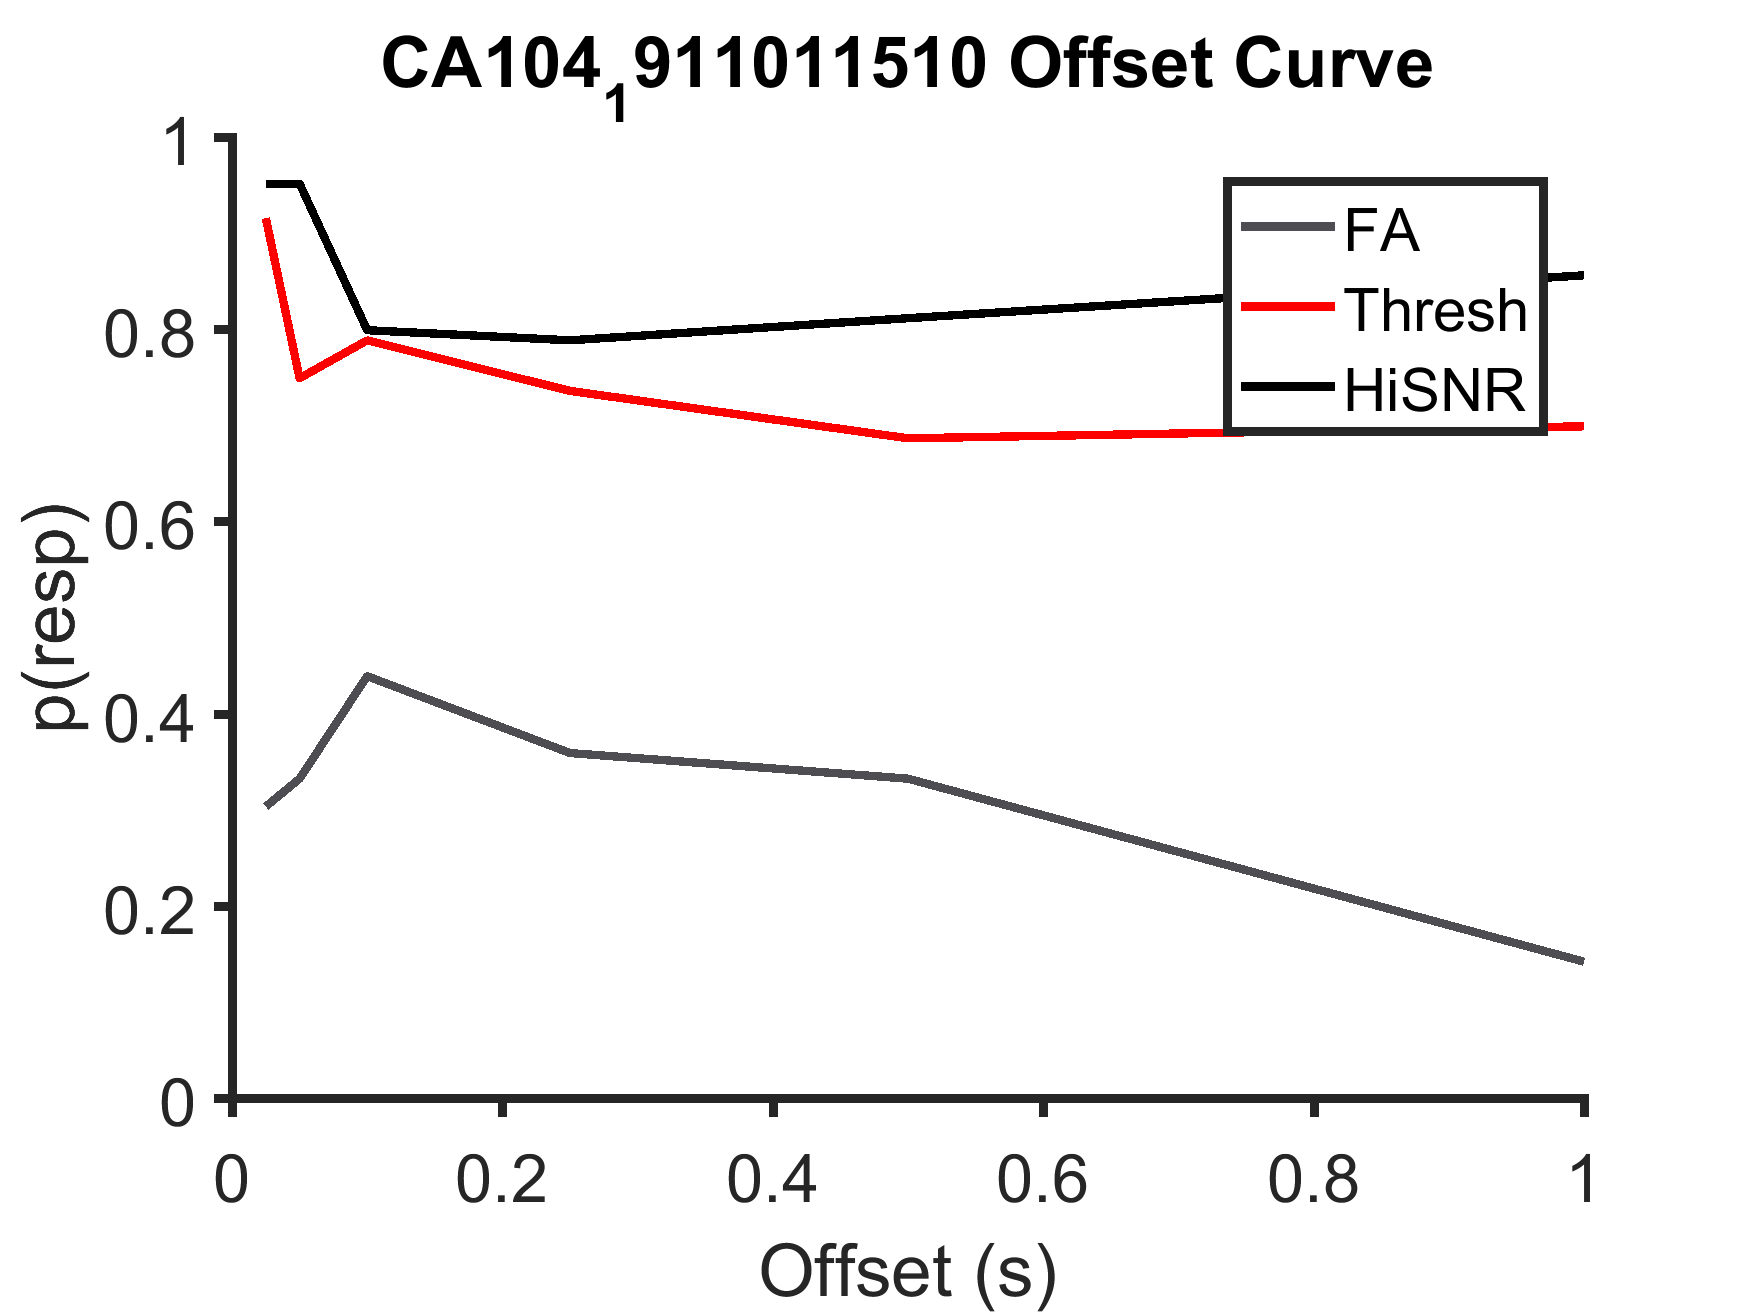 CA104₁911011510 Offset Curve
1
0.8
0.6
0.4
0.2
0
p(resp)
FA
Thresh
HiSNR
0 0.2 0.4 0.6 0.8 1
Offset (s)